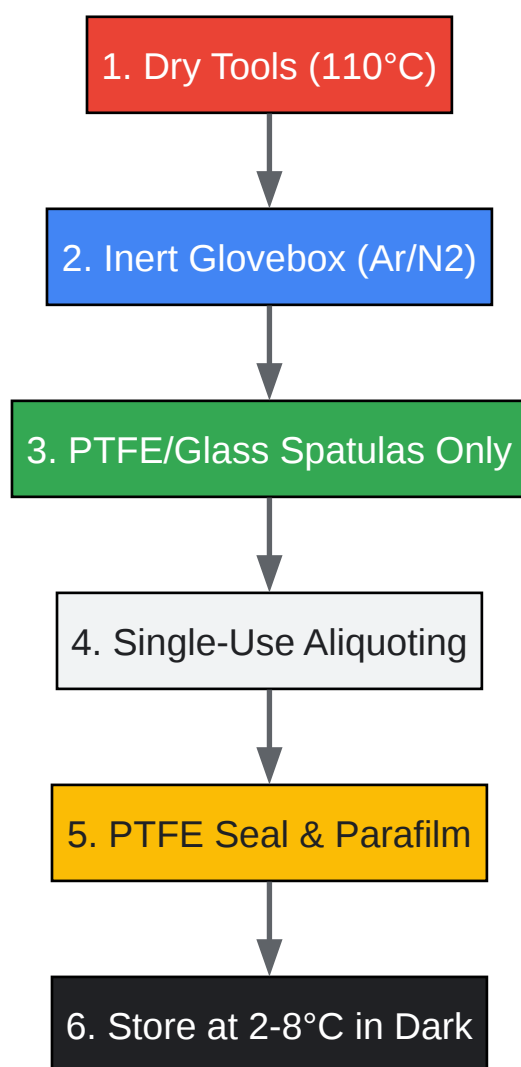 1. Dry Tools (110°C)
2. Inert Glovebox (Ar/N2)
3. PTFE/Glass Spatulas Only
4. Single-Use Aliquoting
5. PTFE Seal & Parafilm
6. Store at 2-8°C in Dark